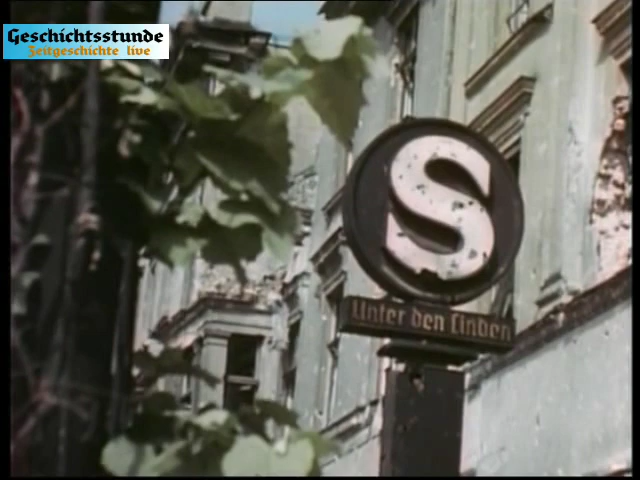 Geschichtsstunde
Zeitgeschichte live
S
Unter den Linden